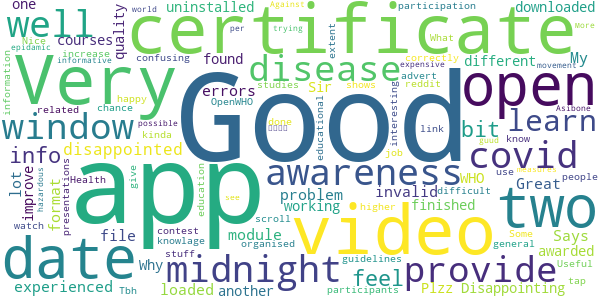 one
Nice
well
courses
uninstalled
certificate
participation
downloaded
world
Against
increase
one
per
trying
quality
extent
What
More
epidamic
informative
confusing
found
My
expensive
movement
Very
disease
different
correctly
information
errors
Sir
happy
advert
reddit
open
related
chance
OpenWHO
studies
shows
interesting
possible
kinda
done
educational
link
Asibone
window
Good
bit
learn
disappointed
job
know
guud
info
app
awareness
covid
use
measures
people
improve
lot
hazardous
presentations
Health
give
education
problem
invalid
WHO
difficult
Great
format
see
working
higher
finished
Some
two
date
watch
file
module
contest
scroll
video
general
Says
why
knowlage
organised
awarded
stuff
guidelines
Useful
experienced
loaded
midnight
feel
provide
tap
Tbh
another
participants
Plzz
Disappointing